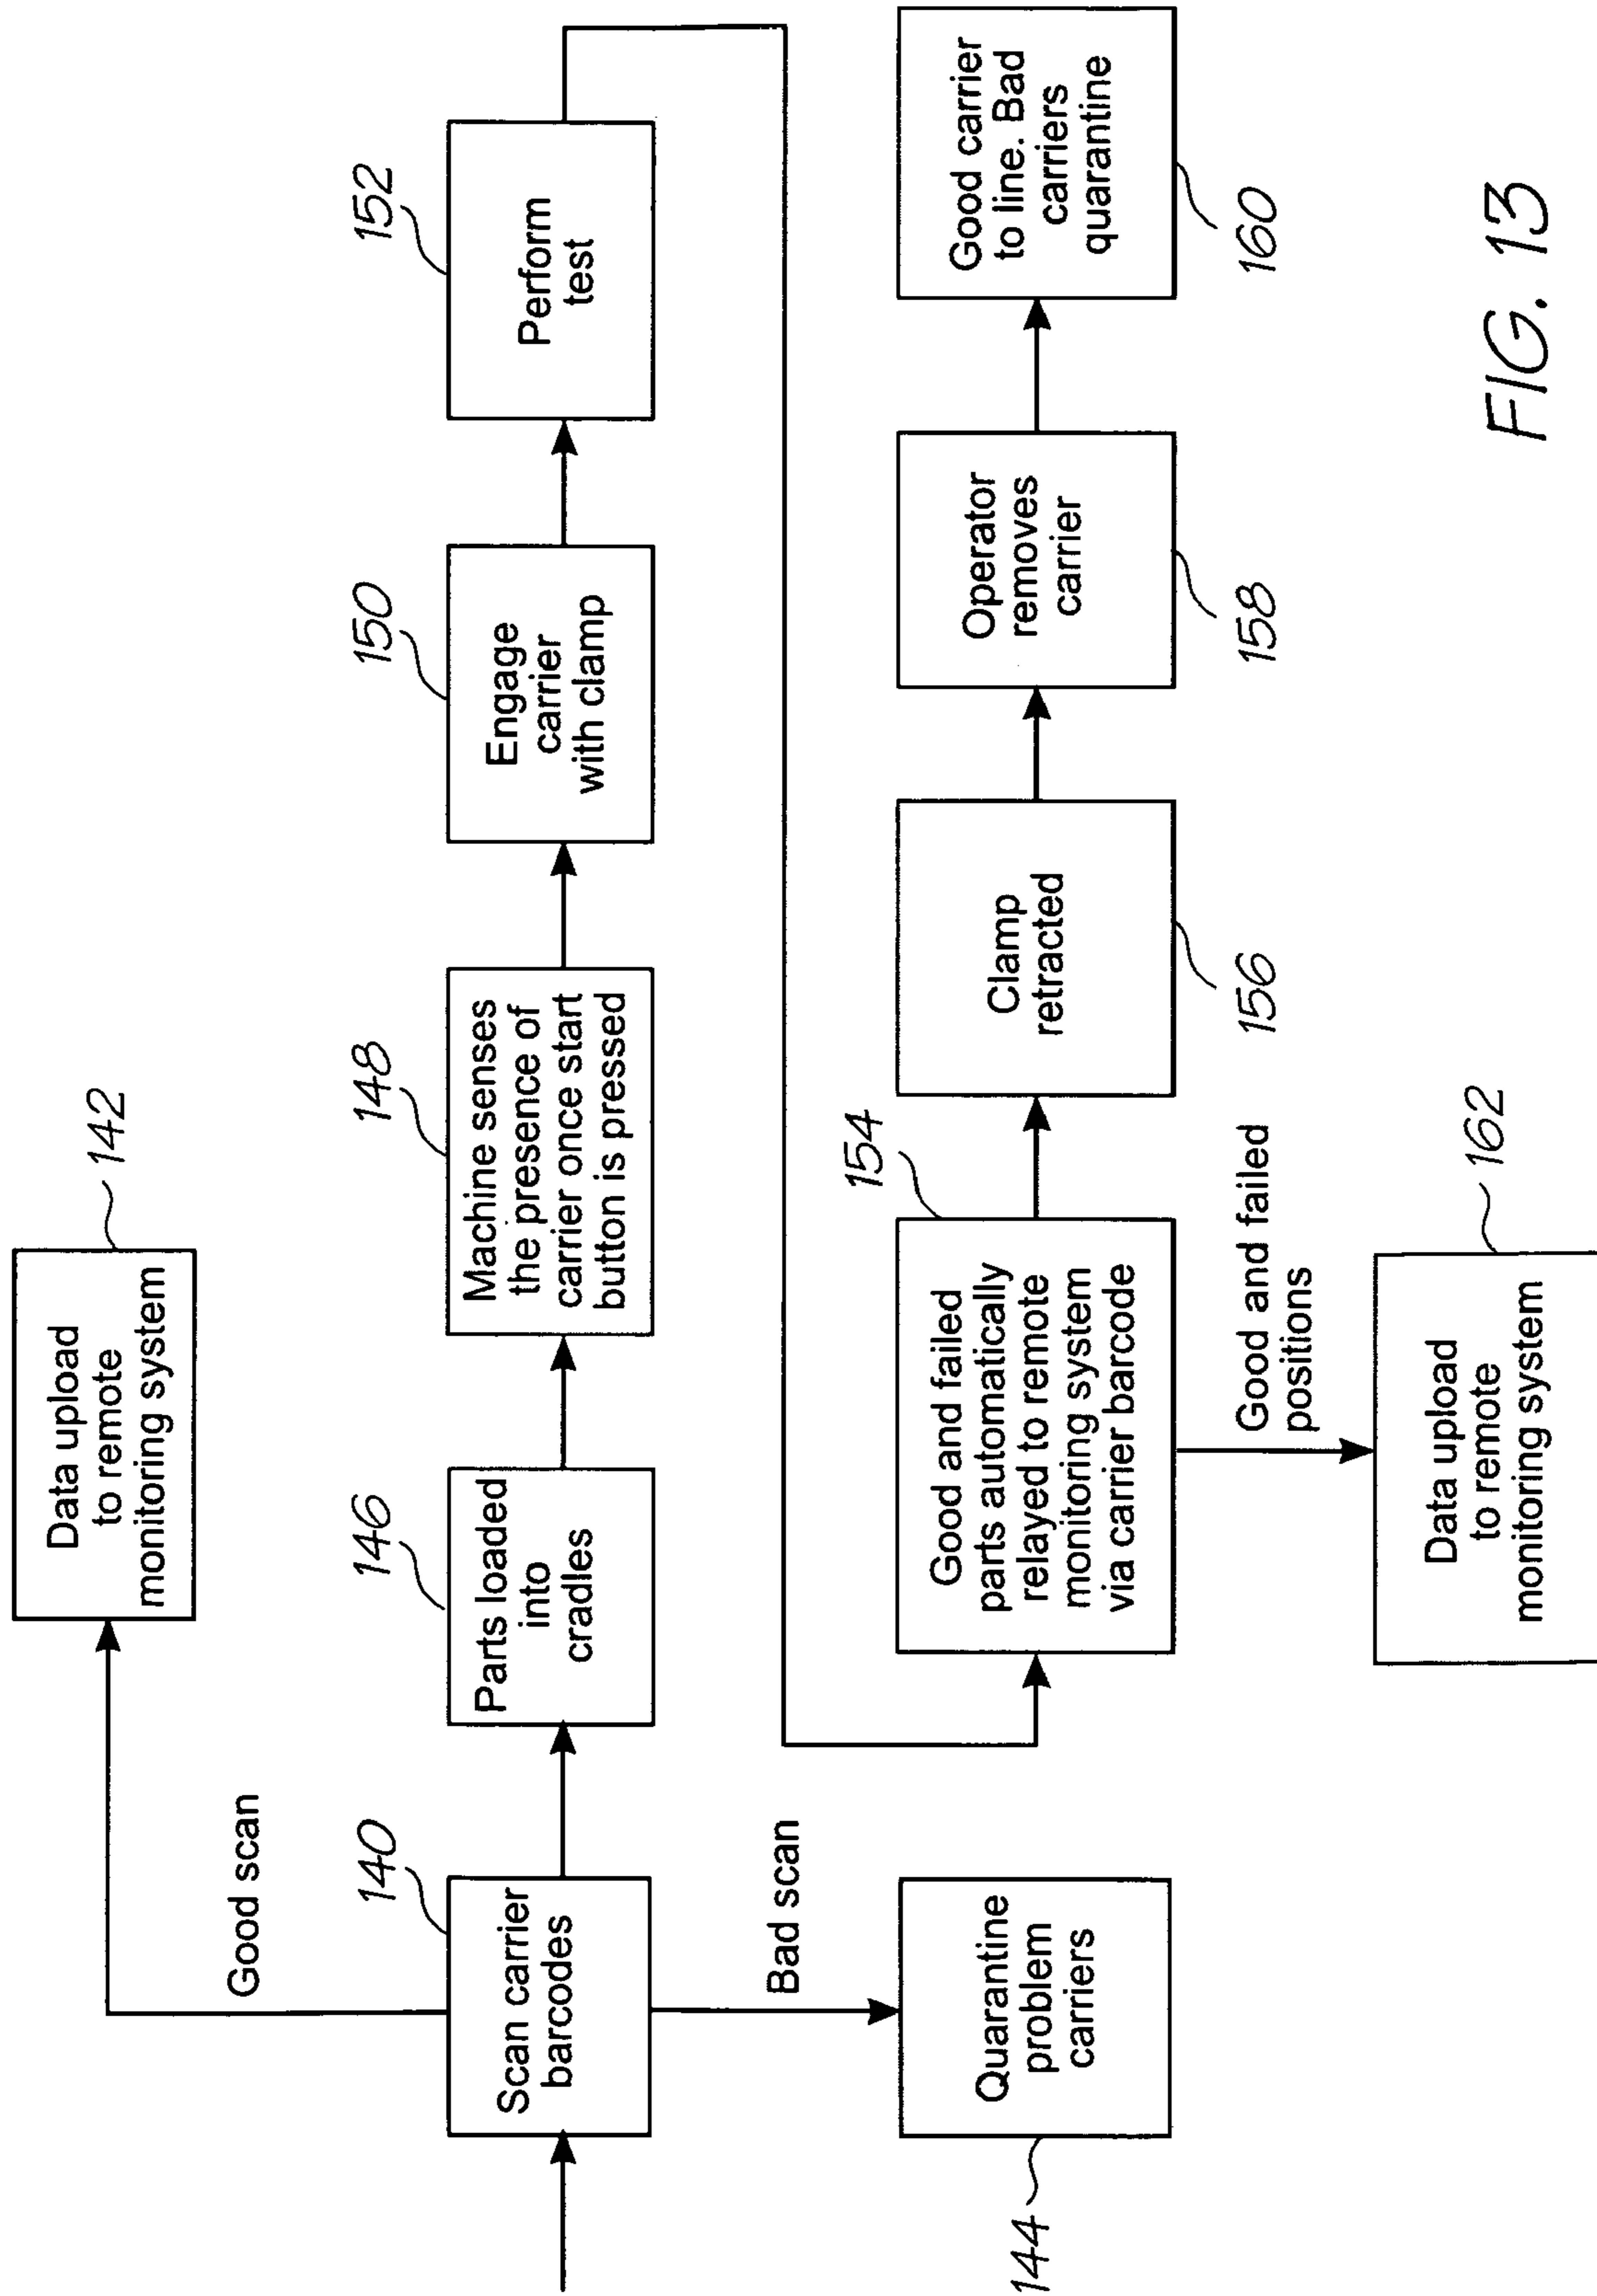 Data upload
to remote
monitoring system
142
Good scan
140
Scan carrier
barcodes
Bad scan
Quarantine
problem
carriers
144
146
Parts loaded
into
cradles
148
Machine senses
the presence of
carrier once start
button is pressed
150
Engage
carrier
with clamp
152
Perform
test
154
Good and failed
parts automatically
relayed to remote
monitoring system
via carrier barcode
Clamp
retracted
156
Operator
removes
carrier
158
Good carrier
to line. Bad
carriers
quarantine
160
Good and failed
positions
Data upload
to remote
monitoring system
162
FIG. 13